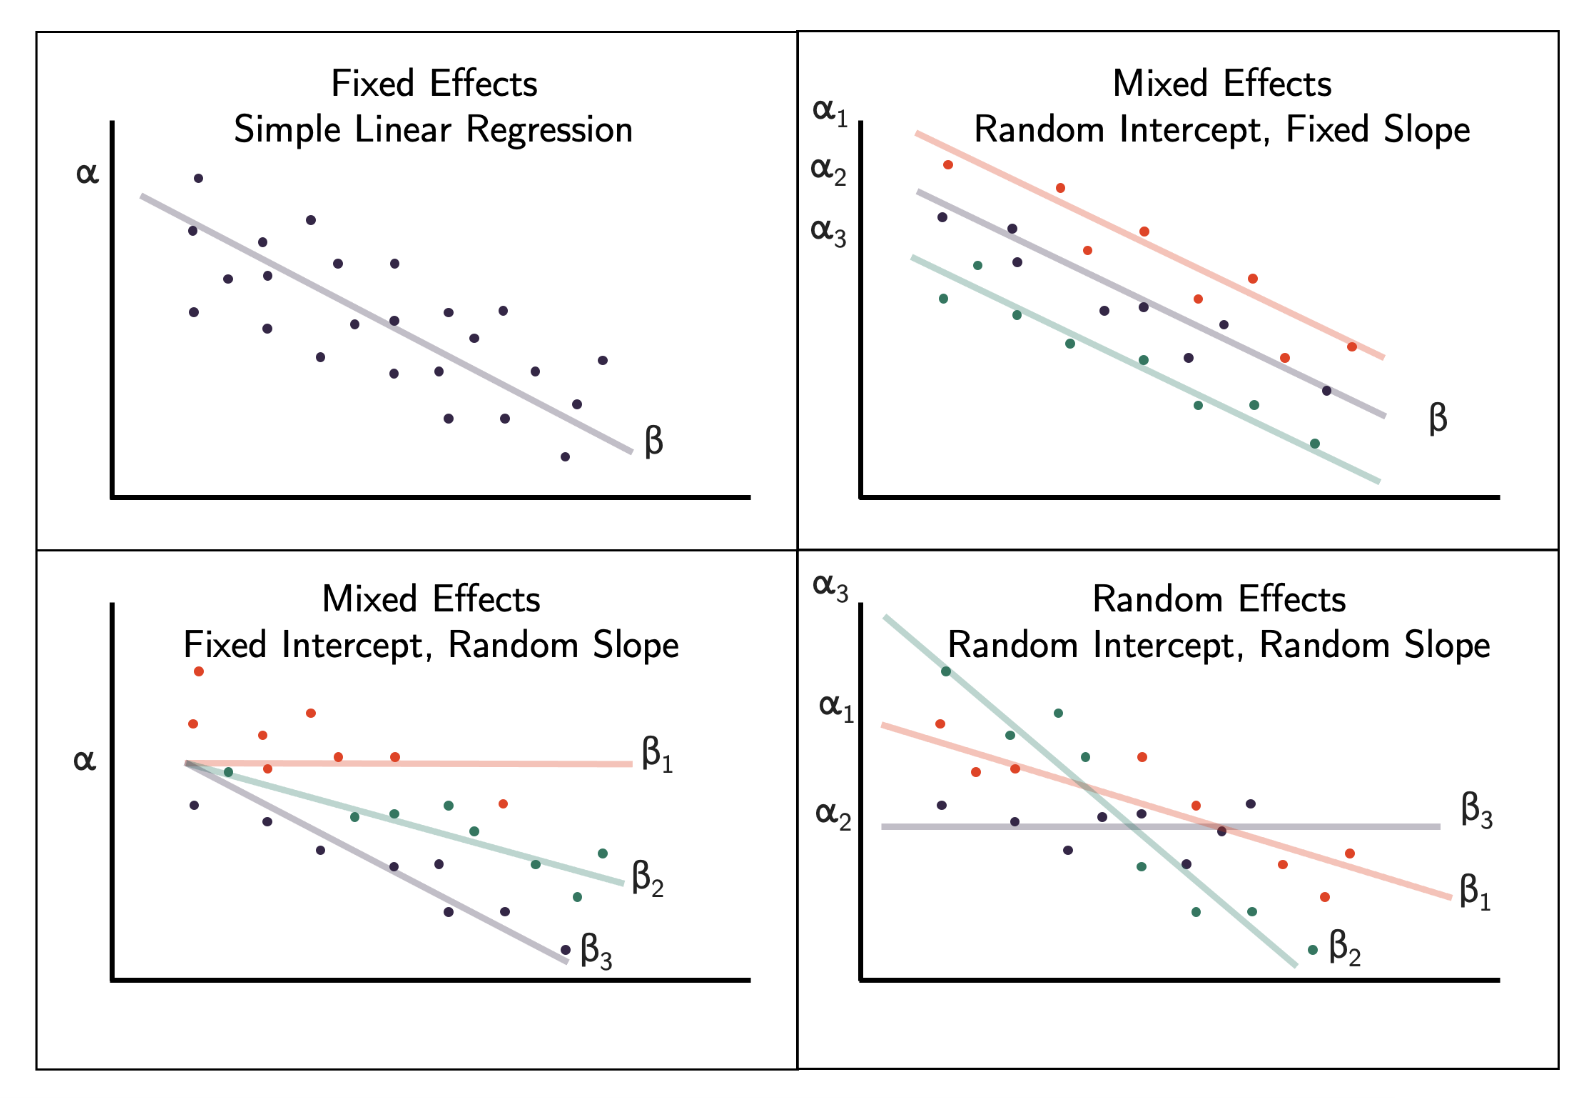 Fixed Effects
Simple Linear Regression
α
β
Mixed Effects
Random Intercept, Fixed Slope
α₁
α₂
α₃
β
Mixed Effects
Fixed Intercept, Random Slope
α
β₁
β₂
β₃
Random Effects
Random Intercept, Random Slope
α₃
α₁
α₂
β₃
β₁
β₂